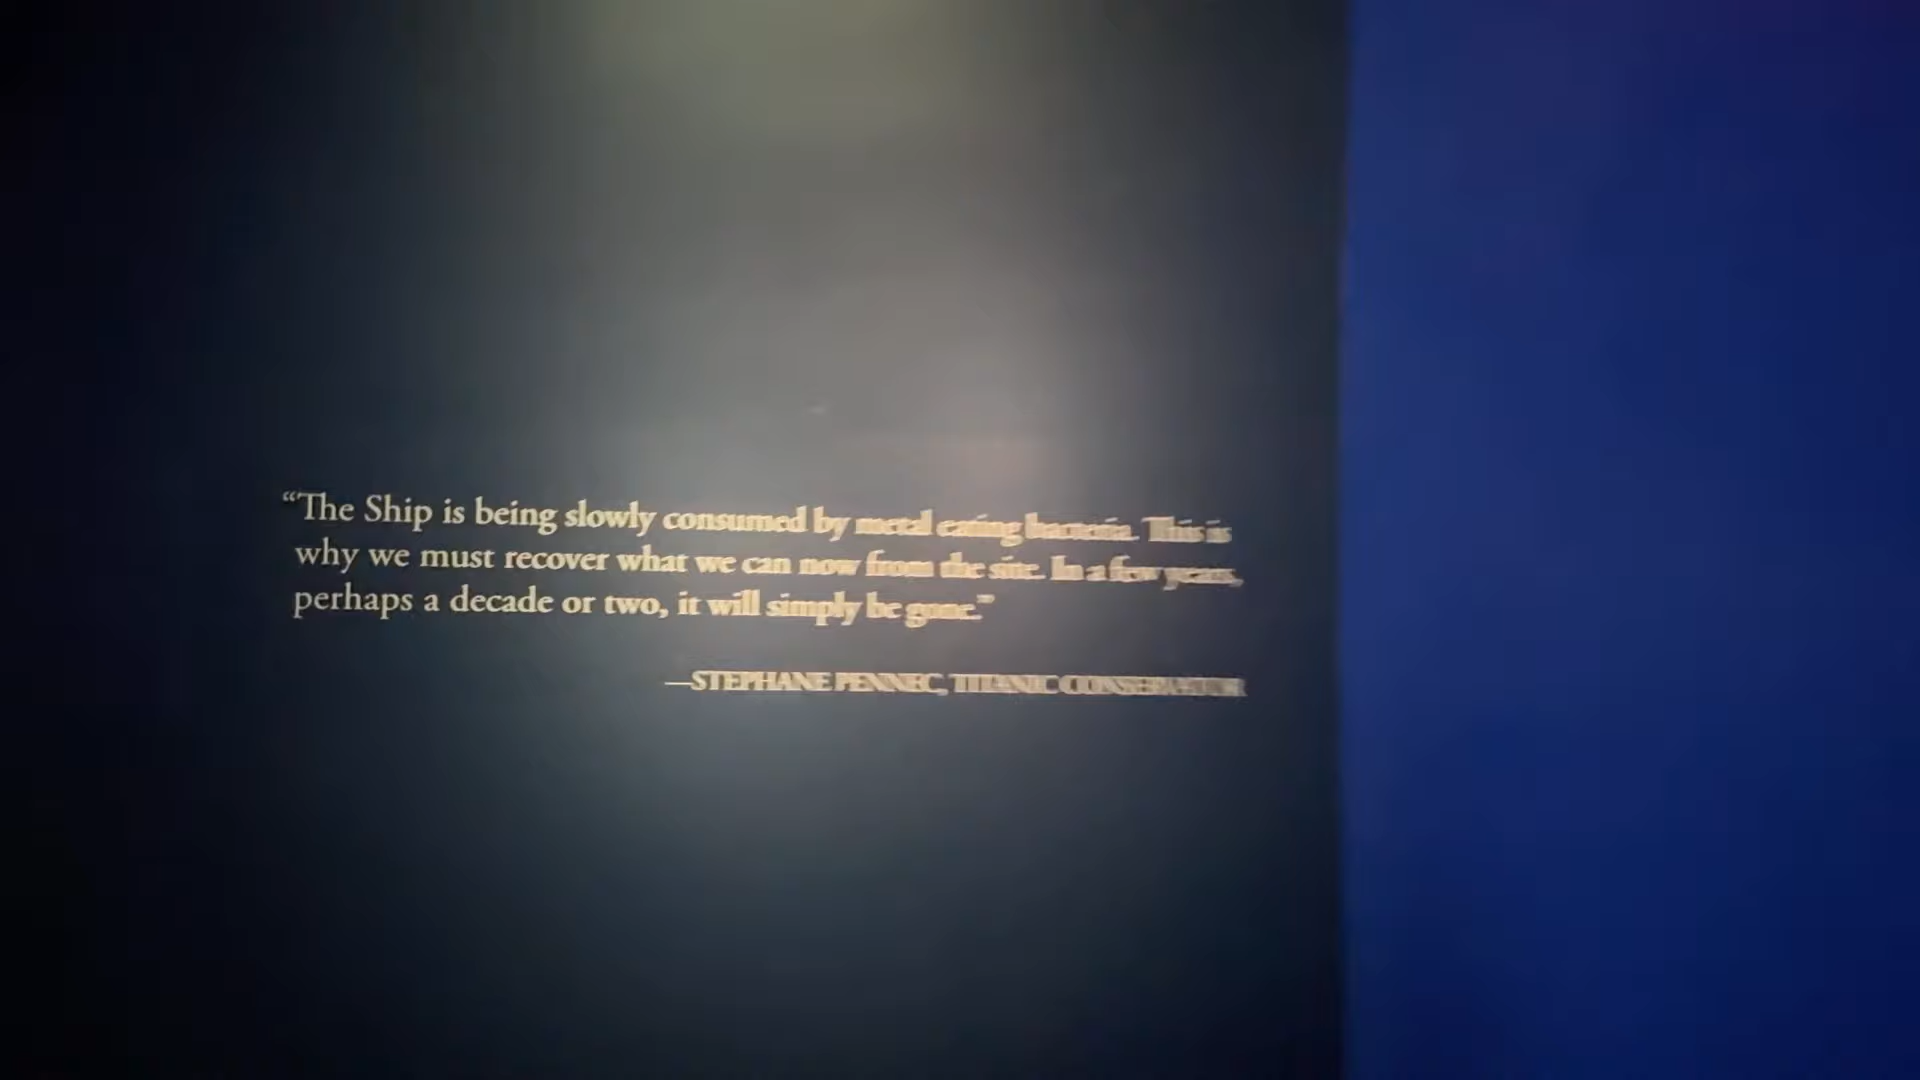 “The Ship is being slowly consumed by metal eating bacteria. This is
why we must recover what we can now from the site. In a few years,
perhaps a decade or two, it will simply be gone.”
—STEPHANE PENNEC, TITANIC CONSERVATOR